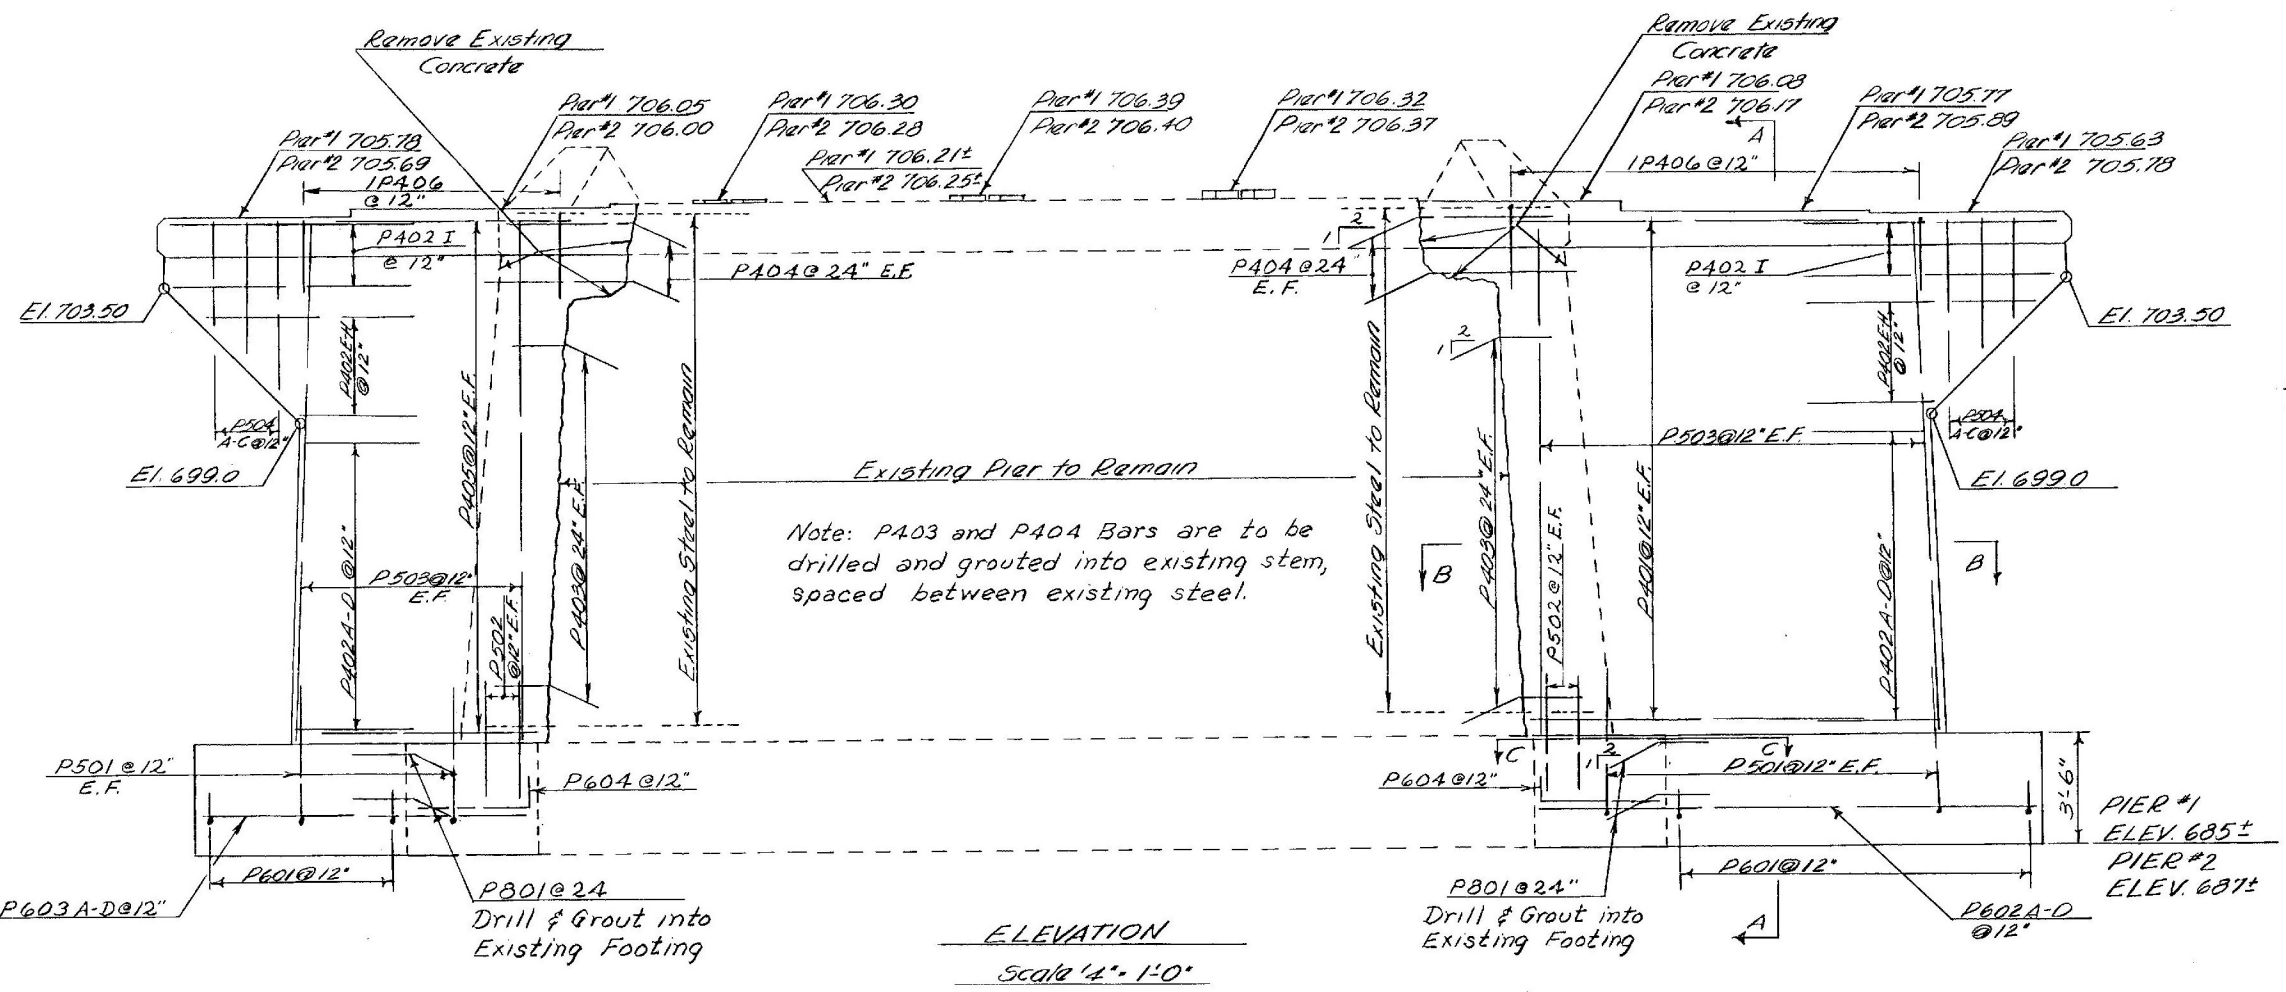 Remove Existing
Concrete
Remove Existing
Concrete
Pier #1 705.78
Pier #2 705.69
1P406
@ 12"
Pier #1 706.05
Pier #2 706.00
Pier #1 706.30
Pier #2 706.28
Pier #1 706.21±
Pier #2 706.25±
Pier #1 706.39
Pier #2 706.40
Pier #1 706.32
Pier #2 706.37
Pier #1 706.08
Pier #2 706.17
A
1P406@12"
Pier #1 705.77
Pier #2 705.89
Pier #1 705.63
Pier #2 705.78
P402 I
@ 12"
P404@24" E.F.
2
1
P404@24"
E.F.
P402 I
@ 12"
El. 703.50
El. 703.50
P402E-H
@ 12"
P402E-H
@ 12"
2
1
P504
A-C@12"
P504
A-C@12"
El. 699.0
El. 699.0
P405@12" E.F.
Existing Steel to Remain
Existing Pier to Remain
Existing Steel to Remain
P503@12" E.F.
Note: P403 and P404 Bars are to be
drilled and grouted into existing stem,
spaced between existing steel.
P402A-D @12"
P503@12"
E.F.
P502
@12" E.F.
P403@24" E.F.
B
P403@24" E.F.
P502@12" E.F.
P401@12" E.F.
P402A-D@12"
B
P501@12"
E.F.
P604@12"
P604@12"
C
2
1
C
P501@12" E.F.
3'-6"
PIER #1
ELEV. 685±
PIER #2
ELEV. 687±
P601@12"
P601@12"
P603A-D@12"
P801@24
Drill & Grout into
Existing Footing
P801@24"
Drill & Grout into
Existing Footing
A
P602A-D
@12"
ELEVATION
Scale 1/4" = 1'-0"